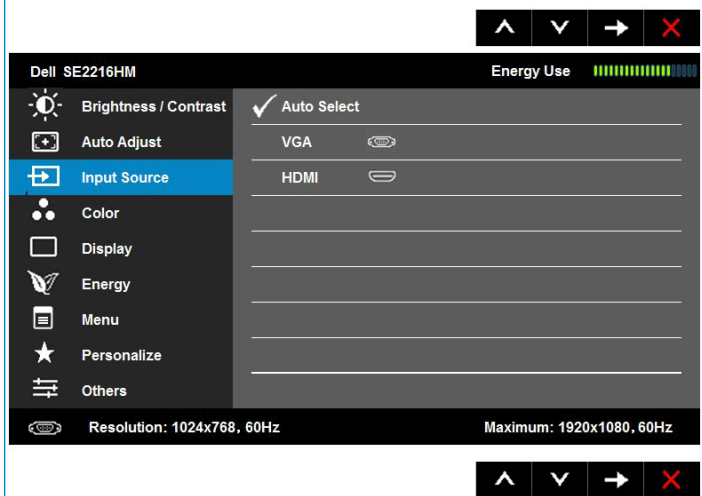 Dell SE2216HM Energy Use
Brightness / Contrast Auto Select
Auto Adjust VGA
Input Source HDMI
Color
Display
Energy
Menu
Personalize
Others
Resolution: 1024x768, 60Hz Maximum: 1920x1080, 60Hz